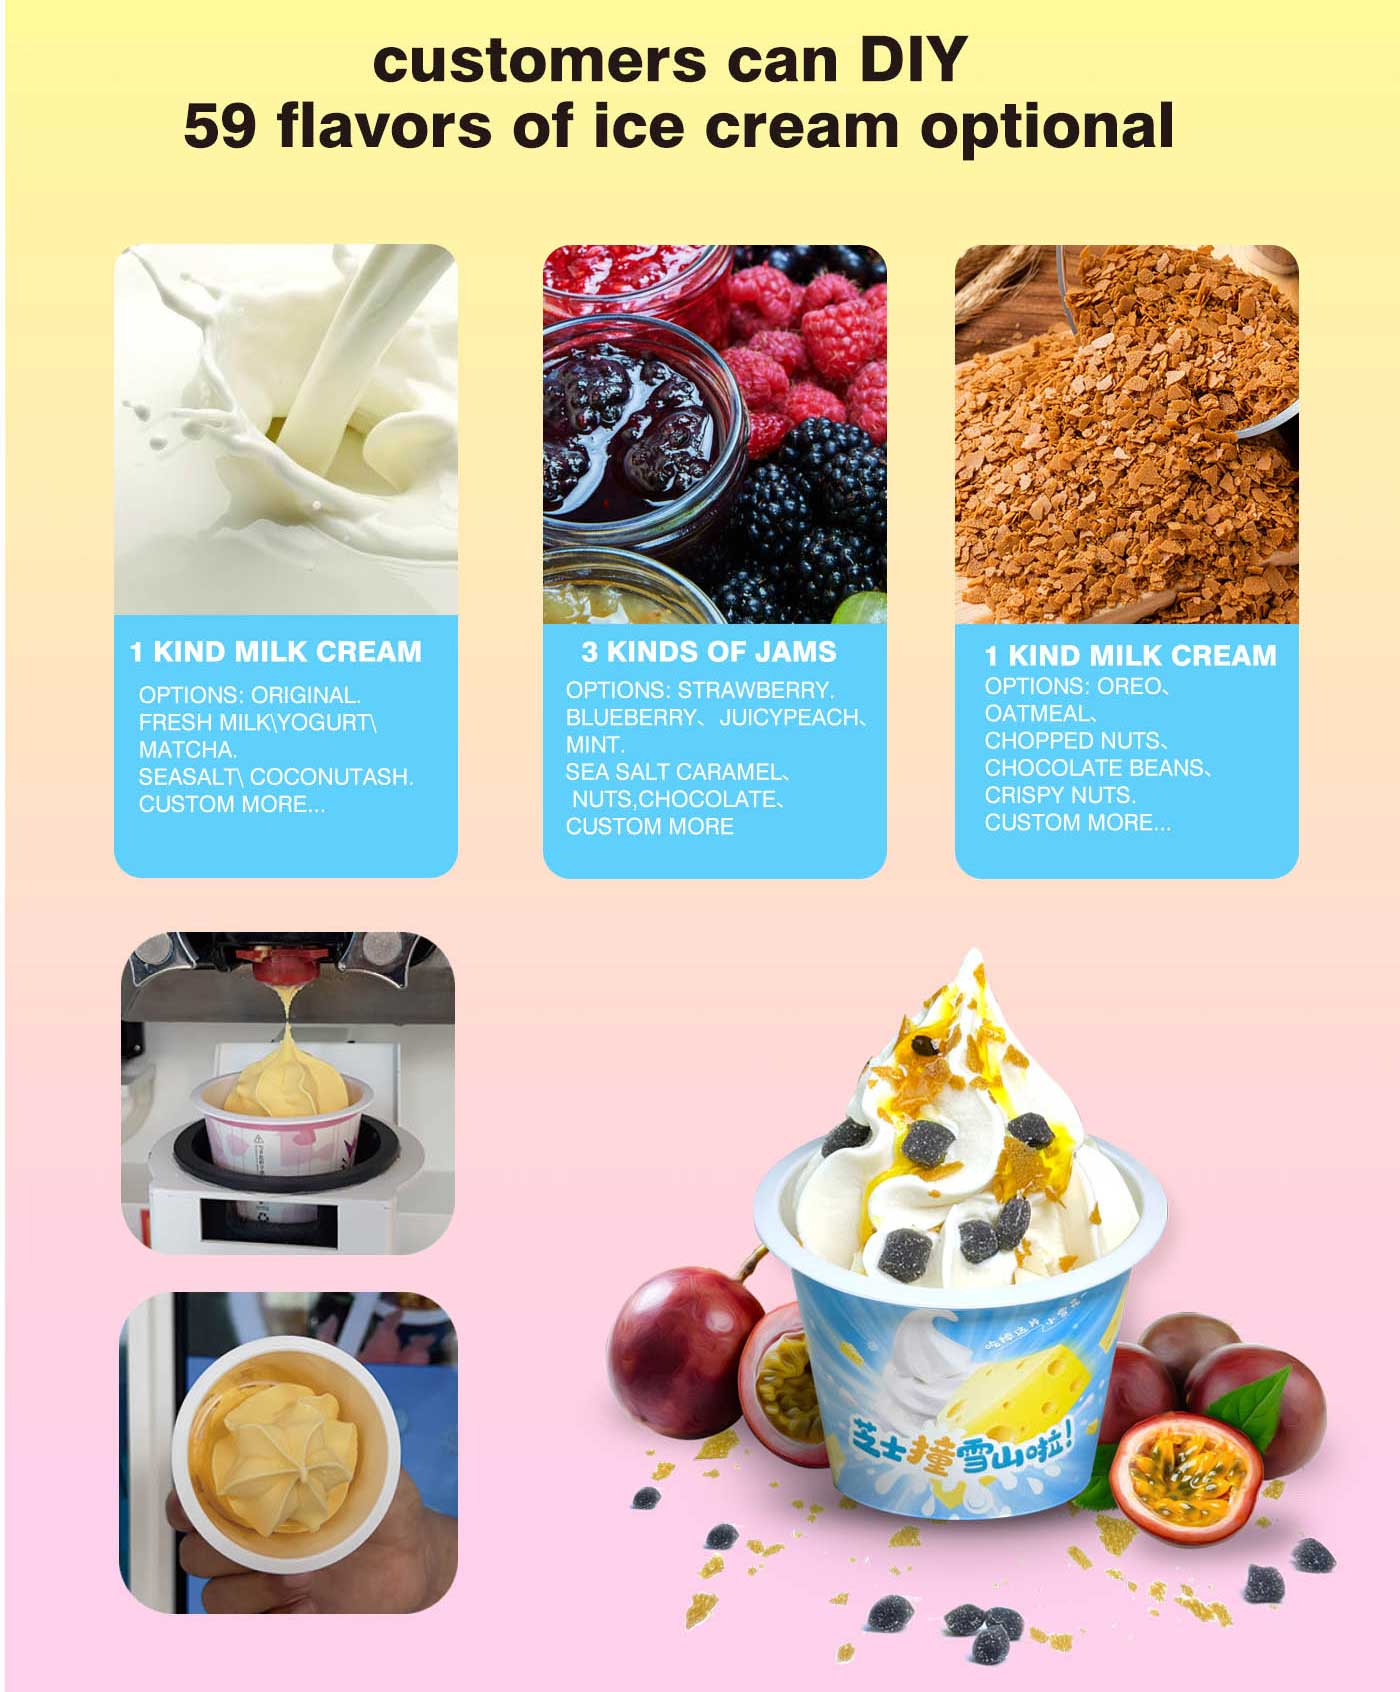 customers can DIY
59 flavors of ice cream optional
1 KIND MILK CREAM
OPTIONS: ORIGINAL.
FRESH MILK\YOGURT\
MATCHA.
SEASALT\ COCONUTASH.
CUSTOM MORE...
3 KINDS OF JAMS
OPTIONS: STRAWBERRY.
BLUEBERRY、JUICYPEACH、
MINT.
SEA SALT CARAMEL、
NUTS,CHOCOLATE、
CUSTOM MORE
1 KIND MILK CREAM
OPTIONS: OREO、
OATMEAL、
CHOPPED NUTS、
CHOCOLATE BEANS、
CRISPY NUTS.
CUSTOM MORE...
芝士撞雪山啦!